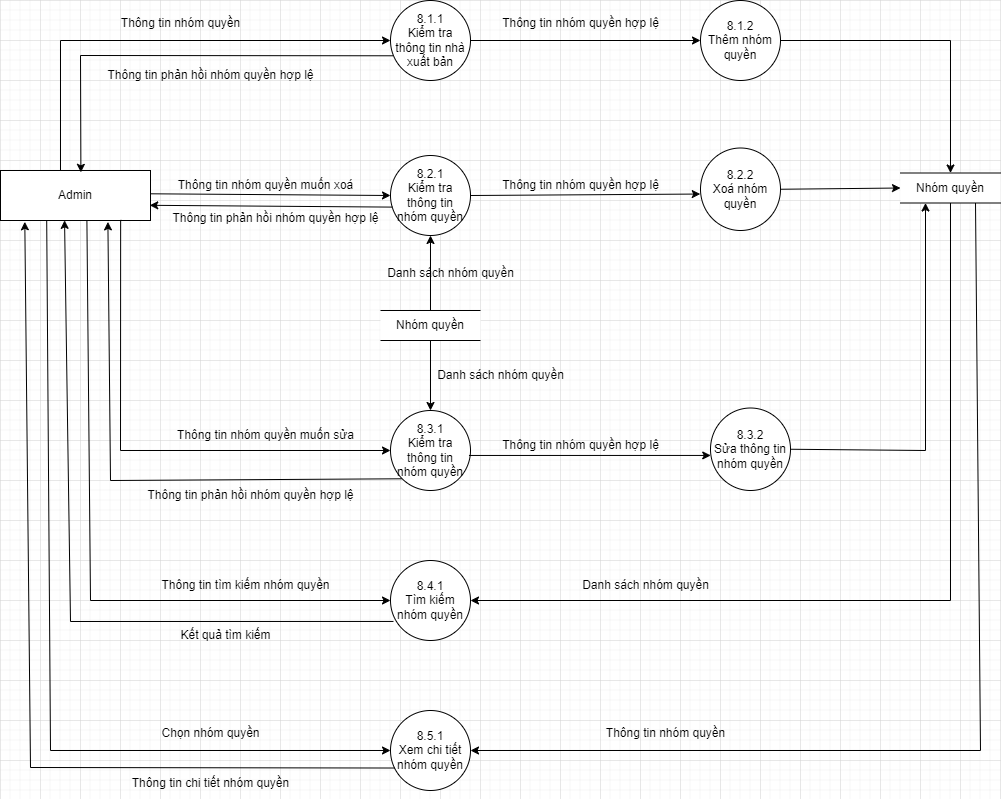 Thông tin nhóm quyền
8.1.1
Kiểm tra
thông tin nhà
xuất bản
Thông tin nhóm quyền hợp lệ
8.1.2
Thêm nhóm
quyền
Thông tin phản hồi nhóm quyền hợp lệ
Admin
Thông tin nhóm quyền muốn xoá
8.2.1
Kiểm tra
thông tin
nhóm quyền
Thông tin nhóm quyền hợp lệ
8.2.2
Xoá nhóm
quyền
Nhóm quyền
Thông tin phản hồi nhóm quyền hợp lệ
Danh sách nhóm quyền
Nhóm quyền
Danh sách nhóm quyền
Thông tin nhóm quyền muốn sửa
8.3.1
Kiểm tra
thông tin
nhóm quyền
Thông tin nhóm quyền hợp lệ
8.3.2
Sửa thông tin
nhóm quyền
Thông tin phản hồi nhóm quyền hợp lệ
Thông tin tìm kiếm nhóm quyền
8.4.1
Tìm kiếm
nhóm quyền
Danh sách nhóm quyền
Kết quả tìm kiếm
Chọn nhóm quyền
8.5.1
Xem chi tiết
nhóm quyền
Thông tin nhóm quyền
Thông tin chi tiết nhóm quyền